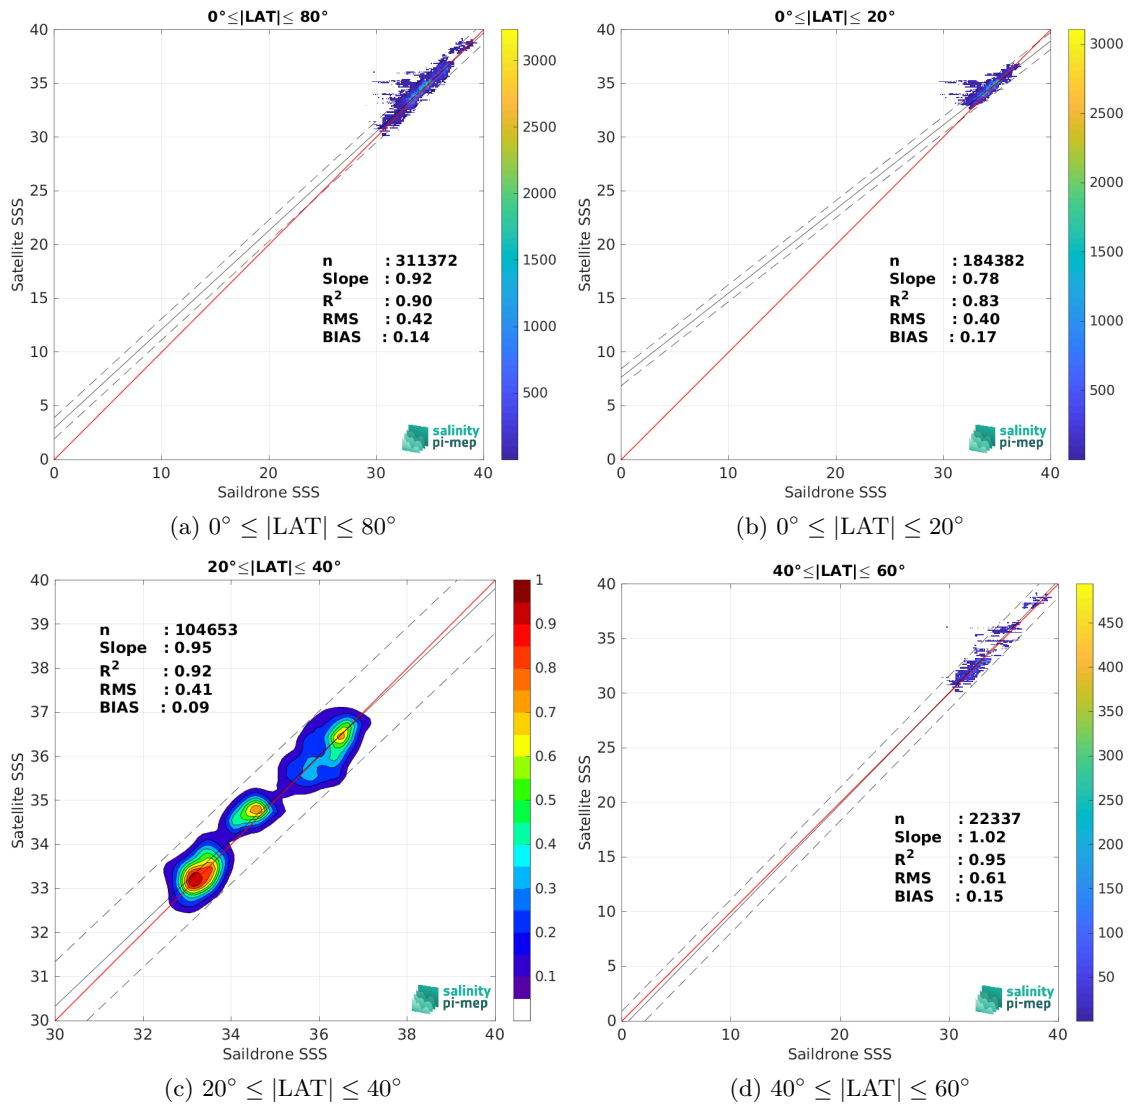 0°≤|LAT|≤ 80°
40
35
30
25
20
15
10
5
0
Satellite SSS
0
10
20
30
40
Saildrone SSS
n : 311372
Slope : 0.92
R² : 0.90
RMS : 0.42
BIAS : 0.14
salinity
pi-mep
3000
2500
2000
1500
1000
500
(a) 0° ≤ |LAT| ≤ 80°
0°≤|LAT|≤ 20°
40
35
30
25
20
15
10
5
0
Satellite SSS
0
10
20
30
40
Saildrone SSS
n : 184382
Slope : 0.78
R² : 0.83
RMS : 0.40
BIAS : 0.17
salinity
pi-mep
3000
2500
2000
1500
1000
500
(b) 0° ≤ |LAT| ≤ 20°
20°≤|LAT|≤ 40°
40
39
38
37
36
35
34
33
32
31
30
Satellite SSS
30
32
34
36
38
40
Saildrone SSS
n : 104653
Slope : 0.95
R² : 0.92
RMS : 0.41
BIAS : 0.09
salinity
pi-mep
1
0.9
0.8
0.7
0.6
0.5
0.4
0.3
0.2
0.1
(c) 20° ≤ |LAT| ≤ 40°
40°≤|LAT|≤ 60°
40
35
30
25
20
15
10
5
0
Satellite SSS
0
10
20
30
40
Saildrone SSS
n : 22337
Slope : 1.02
R² : 0.95
RMS : 0.61
BIAS : 0.15
salinity
pi-mep
450
400
350
300
250
200
150
100
50
(d) 40° ≤ |LAT| ≤ 60°